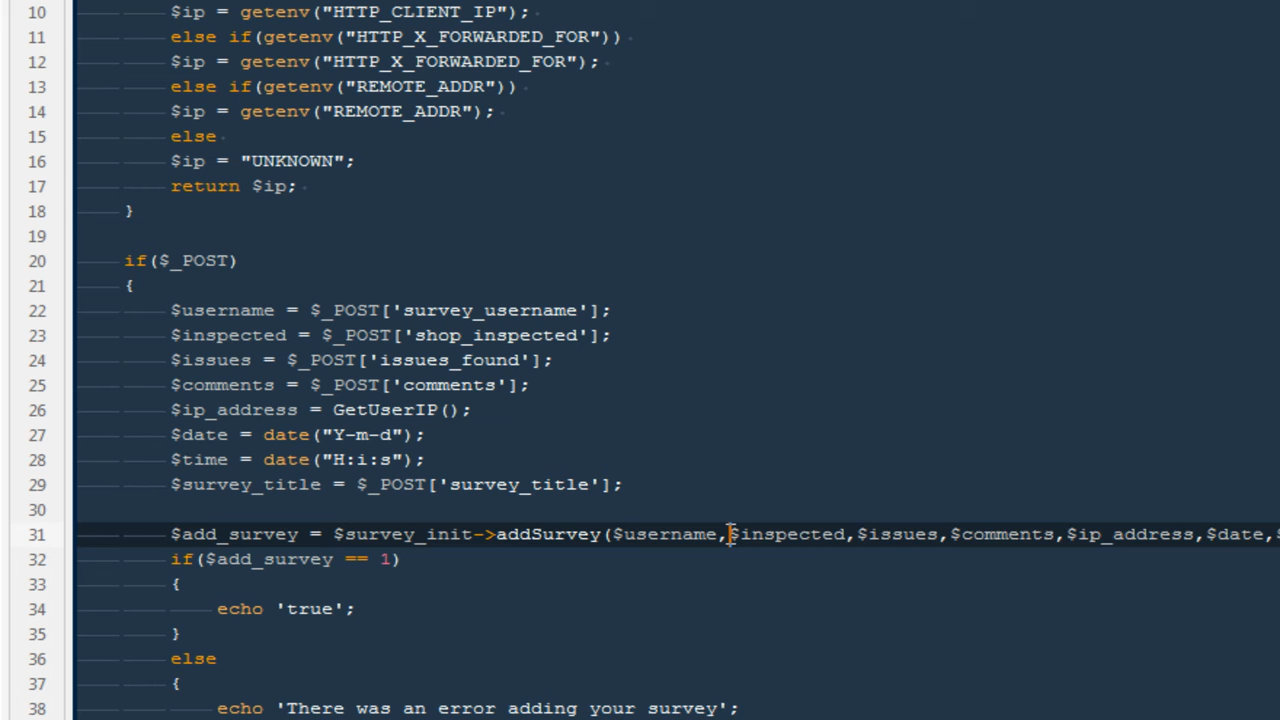 10 $ip = getenv("HTTP_CLIENT_IP");
11 else if(getenv("HTTP_X_FORWARDED_FOR"))
12 $ip = getenv("HTTP_X_FORWARDED_FOR");
13 else if(getenv("REMOTE_ADDR"))
14 $ip = getenv("REMOTE_ADDR");
15 else
16 $ip = "UNKNOWN";
17 return $ip;
18 }
19
20 if($_POST)
21 {
22 $username = $_POST['survey_username'];
23 $inspected = $_POST['shop_inspected'];
24 $issues = $_POST['issues_found'];
25 $comments = $_POST['comments'];
26 $ip_address = GetUserIP();
27 $date = date("Y-m-d");
28 $time = date("H:i:s");
29 $survey_title = $_POST['survey_title'];
30
31 $add_survey = $survey_init->addSurvey($username,$inspected,$issues,$comments,$ip_address,$date,$
32 if($add_survey == 1)
33 {
34 echo 'true';
35 }
36 else
37 {
38 echo 'There was an error adding your survey';